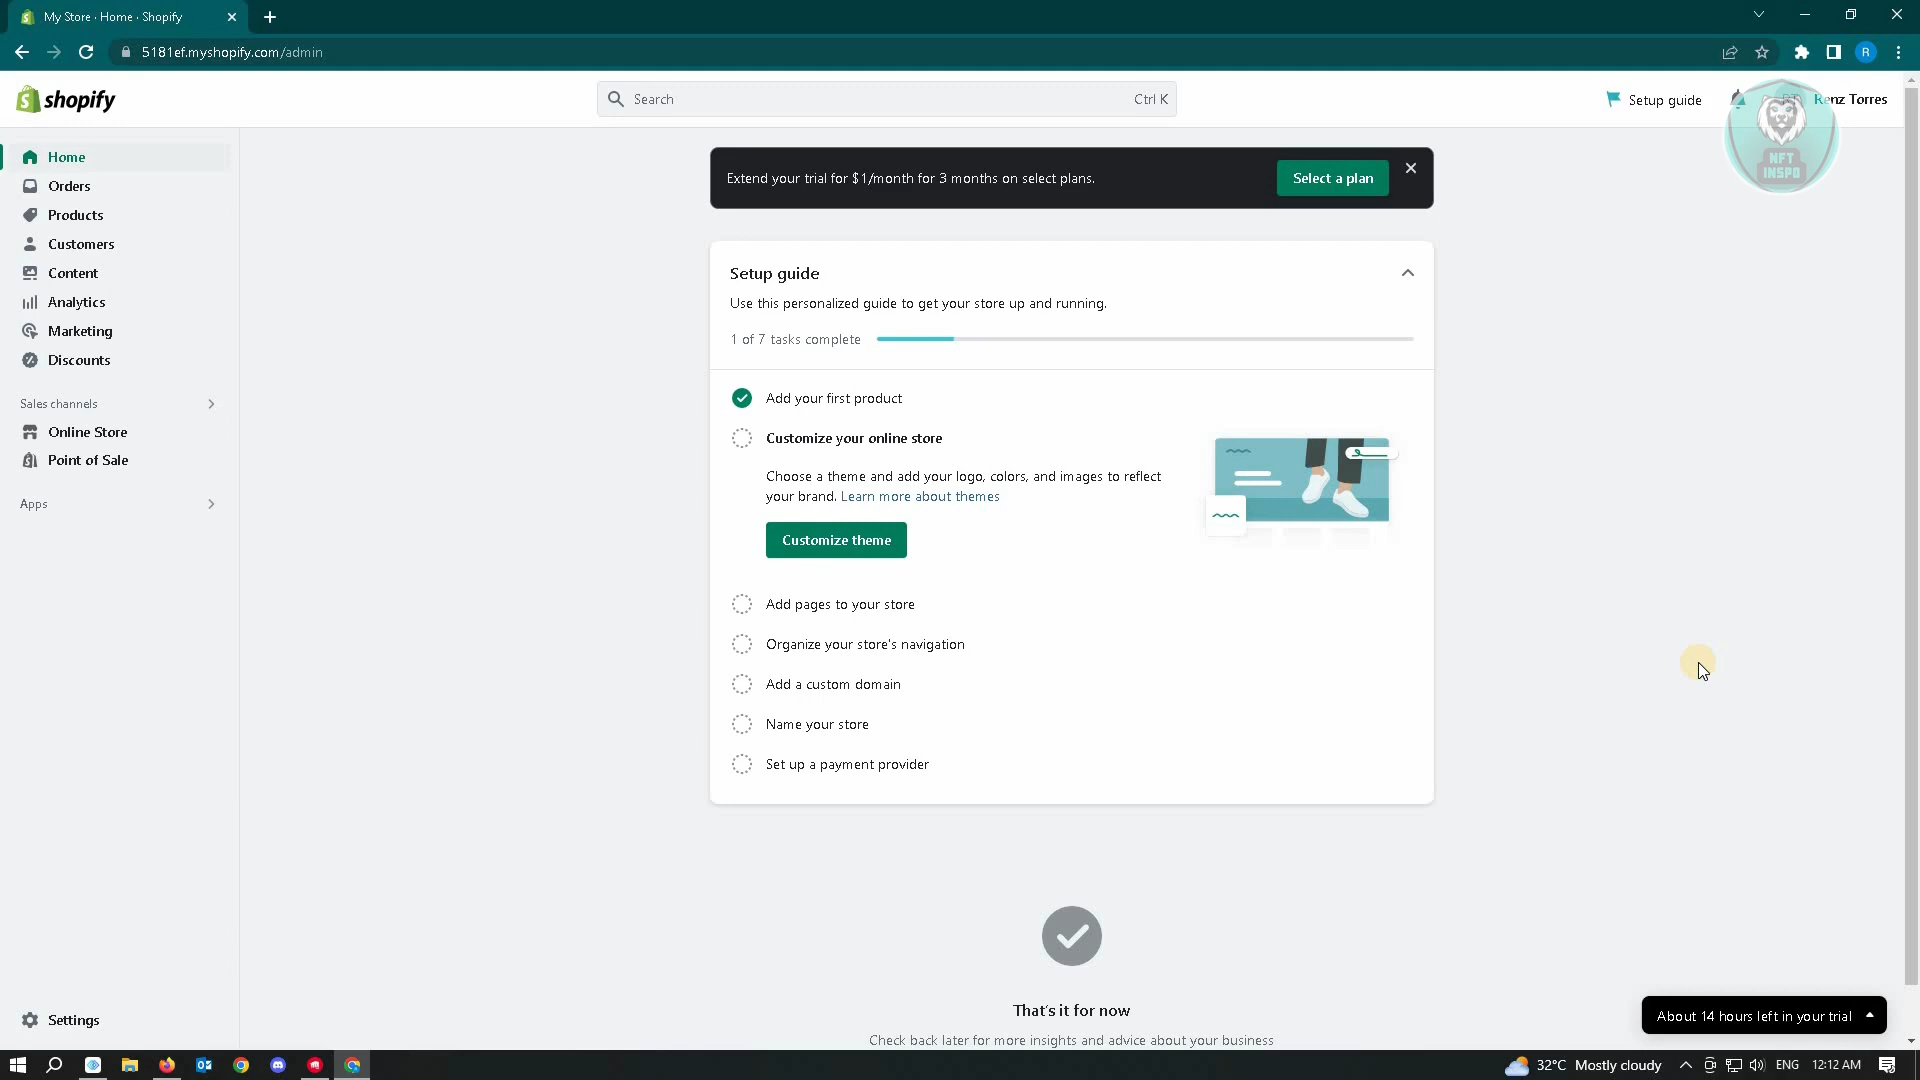 My Store · Home · Shopify
5181ef.myshopify.com/admin
shopify
Search
Ctrl K
Setup guide
Renz Torres
NFT
INSPO
Home
Orders
Products
Customers
Content
Analytics
Marketing
Discounts
Sales channels
Online Store
Point of Sale
Apps
Settings
Extend your trial for $1/month for 3 months on select plans.
Select a plan
Setup guide
Use this personalized guide to get your store up and running.
1 of 7 tasks complete
Add your first product
Customize your online store
Choose a theme and add your logo, colors, and images to reflect
your brand. Learn more about themes
Customize theme
Add pages to your store
Organize your store's navigation
Add a custom domain
Name your store
Set up a payment provider
That's it for now
Check back later for more insights and advice about your business
About 14 hours left in your trial
32°C Mostly cloudy
ENG
12:12 AM